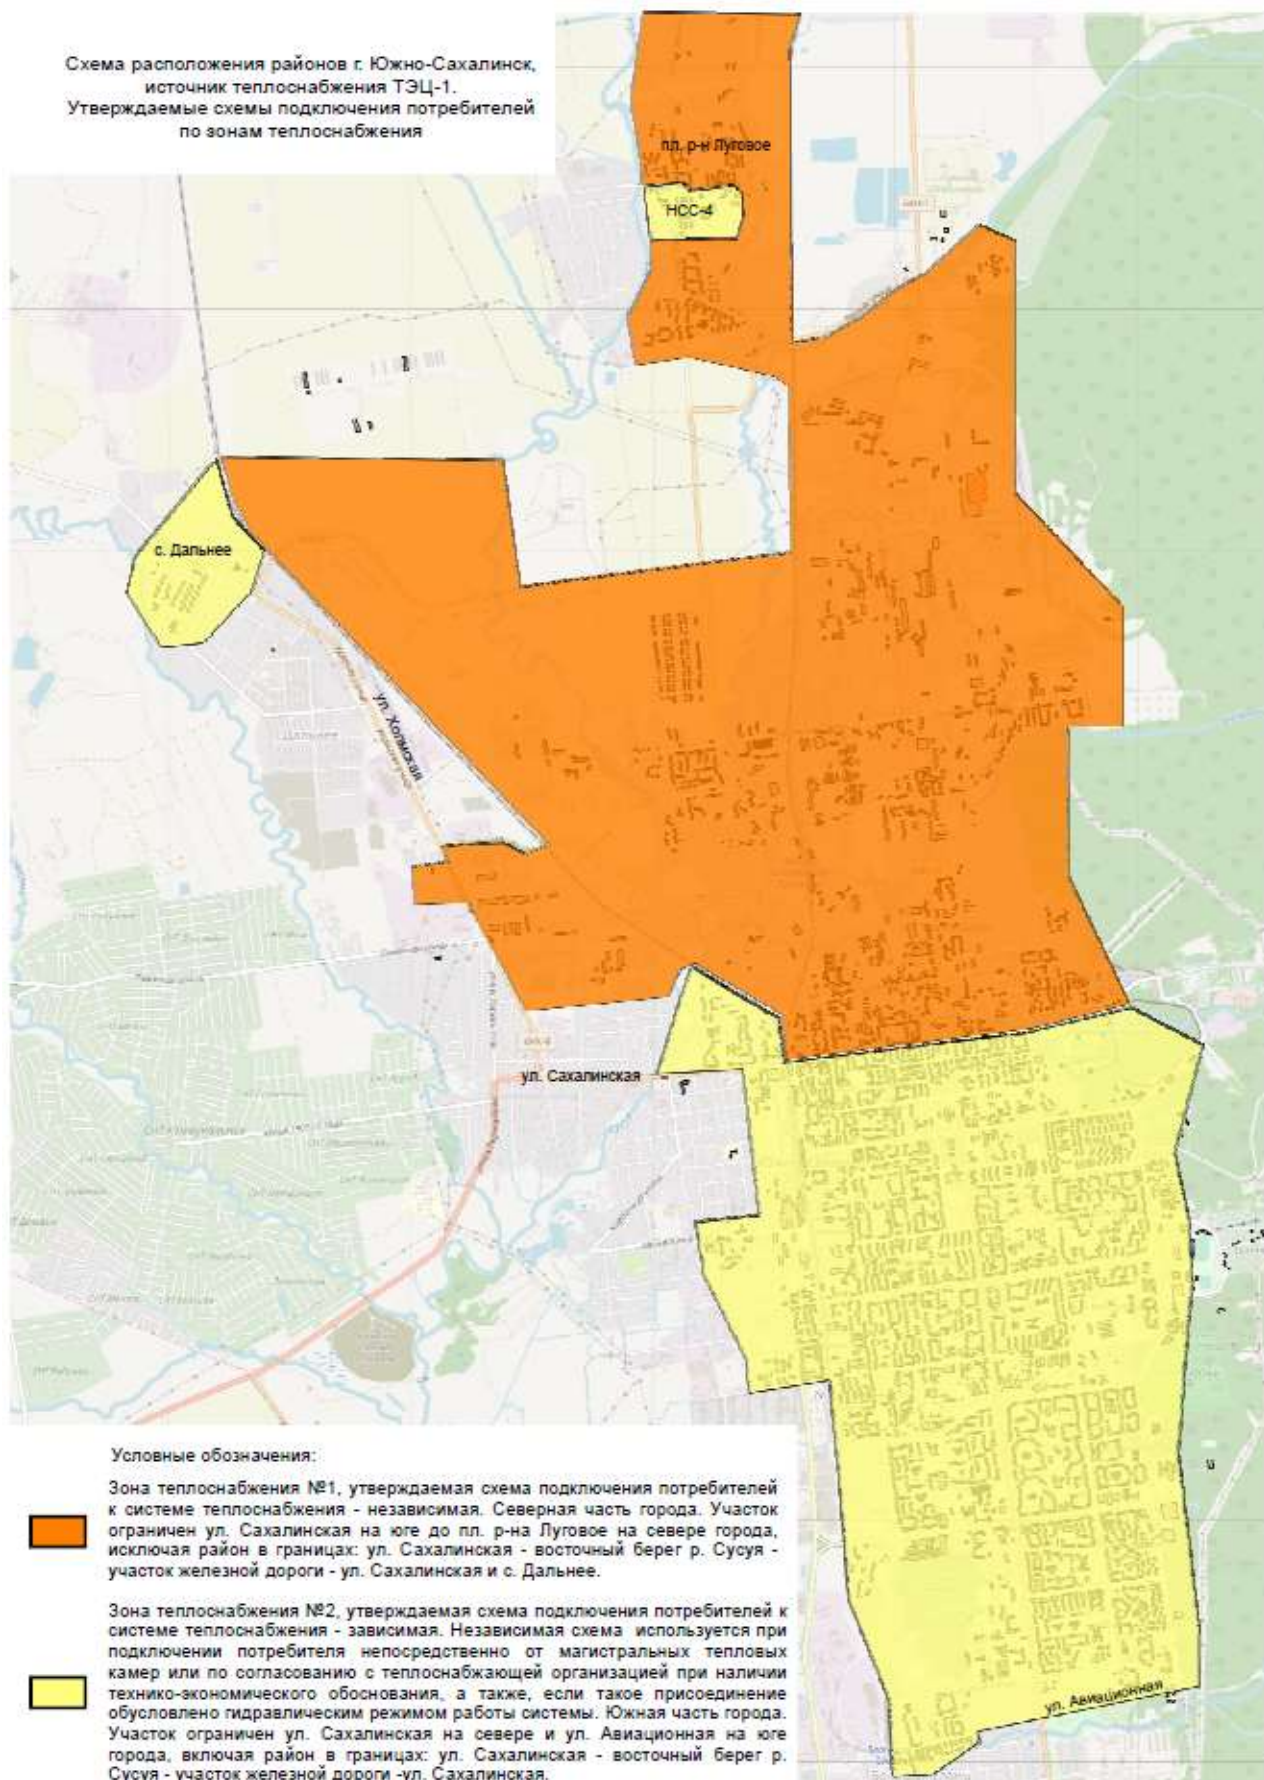 Схема расположения районов г. Южно-Сахалинск,
источник теплоснабжения ТЭЦ-1.
Утверждаемые схемы подключения потребителей
по зонам теплоснабжения
пл. р-н Луговое
НСС-4
с. Дальнее
ул. Холмская
Дальнее
ул. Сахалинская
ул. Авиационная
Условные обозначения:
Зона теплоснабжения №1, утверждаемая схема подключения потребителей
к системе теплоснабжения - независимая. Северная часть города. Участок
ограничен ул. Сахалинская на юге до пл. р-на Луговое на севере города,
исключая район в границах: ул. Сахалинская - восточный берег р. Сусуя -
участок железной дороги - ул. Сахалинская и с. Дальнее.
Зона теплоснабжения №2, утверждаемая схема подключения потребителей к
системе теплоснабжения - зависимая. Независимая схема используется при
подключении потребителя непосредственно от магистральных тепловых
камер или по согласованию с теплоснабжающей организацией при наличии
технико-экономического обоснования, а также, если такое присоединение
обусловлено гидравлическим режимом работы системы. Южная часть города.
Участок ограничен ул. Сахалинская на севере и ул. Авиационная на юге
города, включая район в границах: ул. Сахалинская - восточный берег р.
Сусуя - участок железной дороги -ул. Сахалинская.